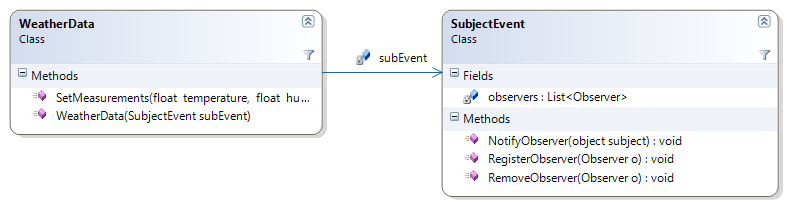 WeatherData
Class
Methods
SetMeasurements(float temperature, float hu...
WeatherData(SubjectEvent subEvent)
subEvent
SubjectEvent
Class
Fields
observers : List<Observer>
Methods
NotifyObserver(object subject) : void
RegisterObserver(Observer o) : void
RemoveObserver(Observer o) : void